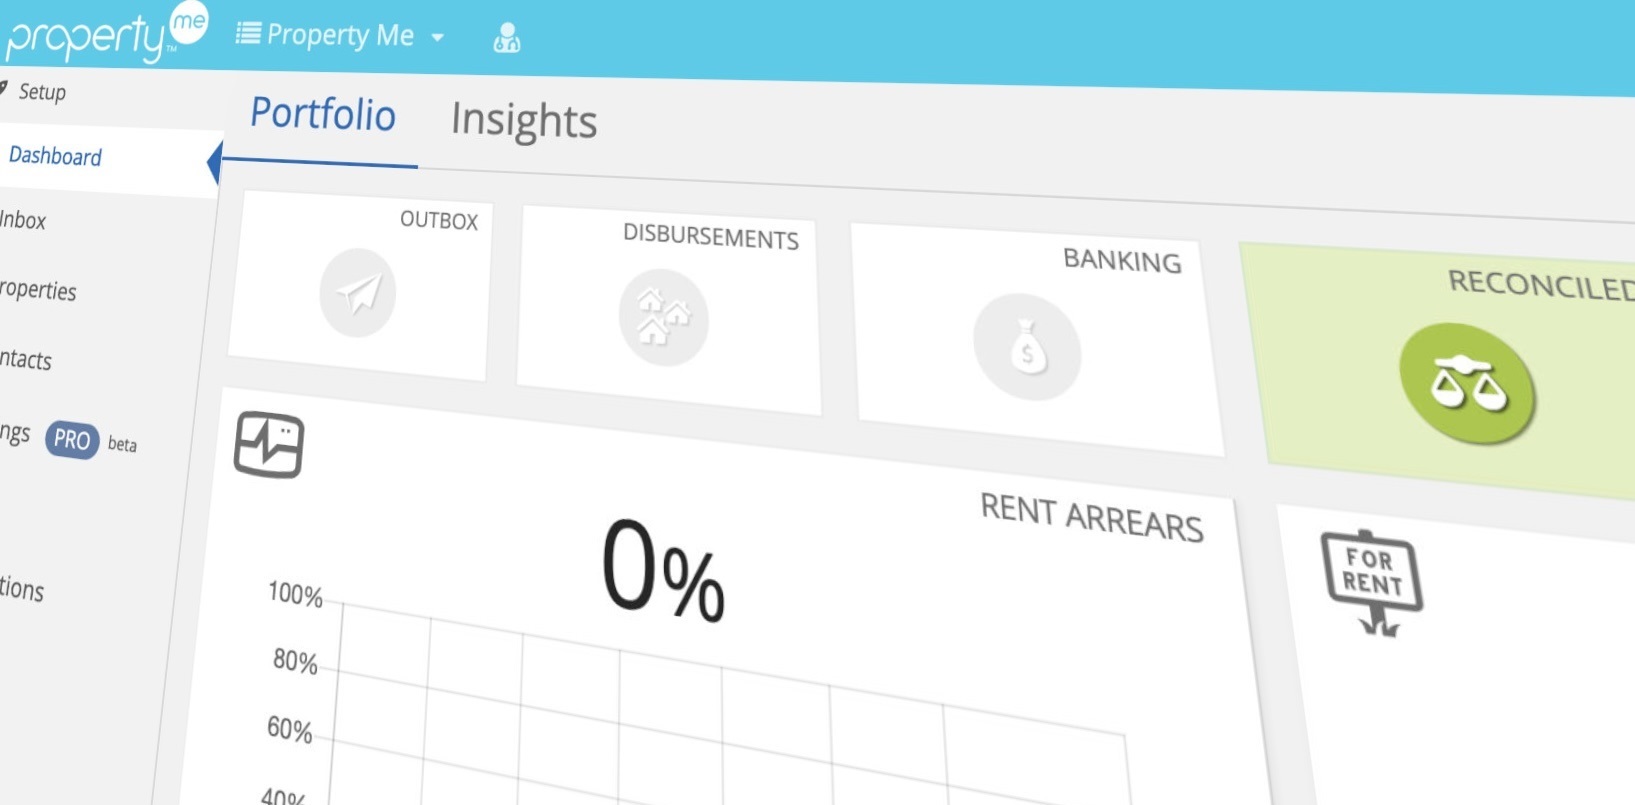 property me™
Property Me
Setup
Dashboard
Inbox
roperties
ntacts
ngs PRO beta
tions
Portfolio
Insights
OUTBOX
DISBURSEMENTS
BANKING
$
RECONCILED
RENT ARREARS
0%
100%
80%
60%
40%
FOR
RENT